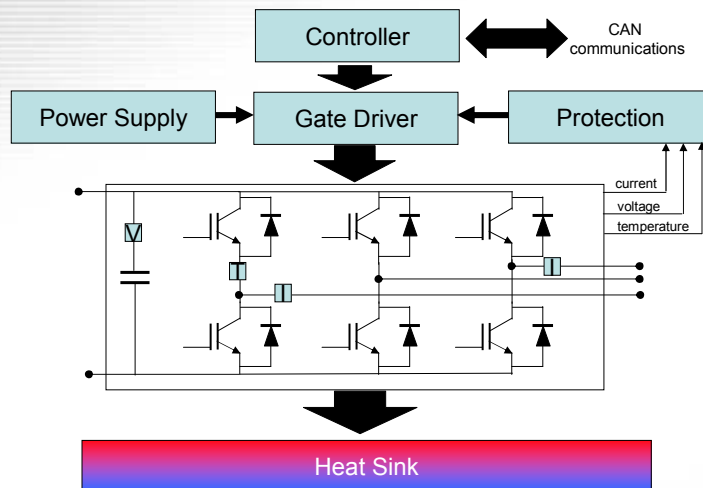 Controller
CAN
communications
Power Supply
Gate Driver
Protection
current
voltage
temperature
V
T
I
I
Heat Sink